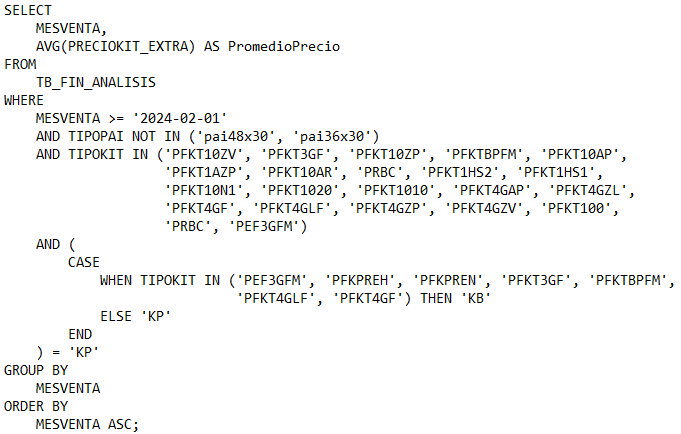 SELECT
MESVENTA,
AVG(PRECIOKIT_EXTRA) AS PromedioPrecio
FROM
TB_FIN_ANALISIS
WHERE
MESVENTA >= '2024-02-01'
AND TIPOPAI NOT IN ('pai48x30', 'pai36x30')
AND TIPOKIT IN ('PFKT10ZV', 'PFKT3GF', 'PFKT10ZP', 'PFKTBPFM', 'PFKT10AP',
'PFKT1AZP', 'PFKT10AR', 'PRBC', 'PFKT1HS2', 'PFKT1HS1',
'PFKT10N1', 'PFKT1020', 'PFKT1010', 'PFKT4GAP', 'PFKT4GZL',
'PFKT4GF', 'PFKT4GLF', 'PFKT4GZP', 'PFKT4GZV', 'PFKT100',
'PRBC', 'PEF3GFM')
AND (
CASE
WHEN TIPOKIT IN ('PEF3GFM', 'PFKPREH', 'PFKPREN', 'PFKT3GF', 'PFKTBPFM',
'PFKT4GLF', 'PFKT4GF') THEN 'KB'
ELSE 'KP'
END
) = 'KP'
GROUP BY
MESVENTA
ORDER BY
MESVENTA ASC;